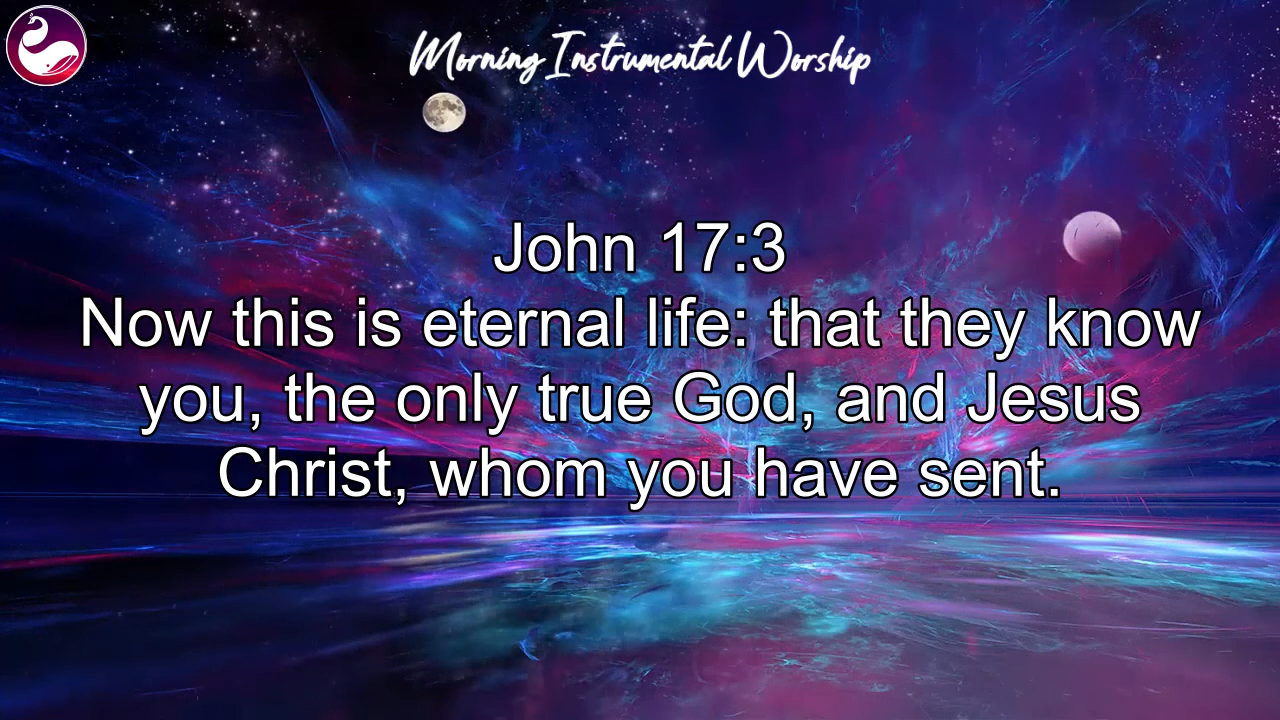 Morning Instrumental Worship
John 17:3
Now this is eternal life: that they know
you, the only true God, and Jesus
Christ, whom you have sent.